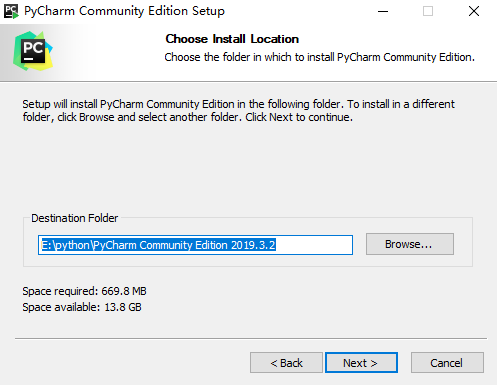 PyCharm Community Edition Setup
PC
Choose Install Location
Choose the folder in which to install PyCharm Community Edition.
Setup will install PyCharm Community Edition in the following folder. To install in a different
folder, click Browse and select another folder. Click Next to continue.
Destination Folder
E:\python\PyCharm Community Edition 2019.3.2
Browse...
Space required: 669.8 MB
Space available: 13.8 GB
< Back
Next >
Cancel